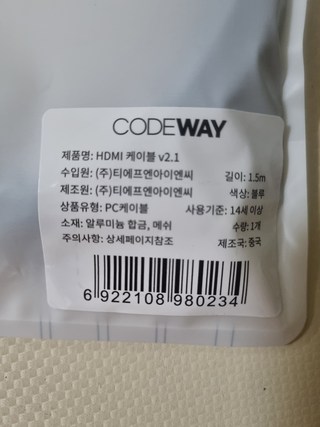 CODEWAY
제품명: HDMI 케이블 v2.1
수입원: (주)티에프엔아이엔씨 길이: 1.5m
제조원: (주)티에프엔아이엔씨 색상: 블루
상품유형: PC케이블 사용기준: 14세 이상
소재: 알루미늄 합금, 메쉬 수량: 1개
주의사항: 상세페이지참조 제조국: 중국
6 922108 980234